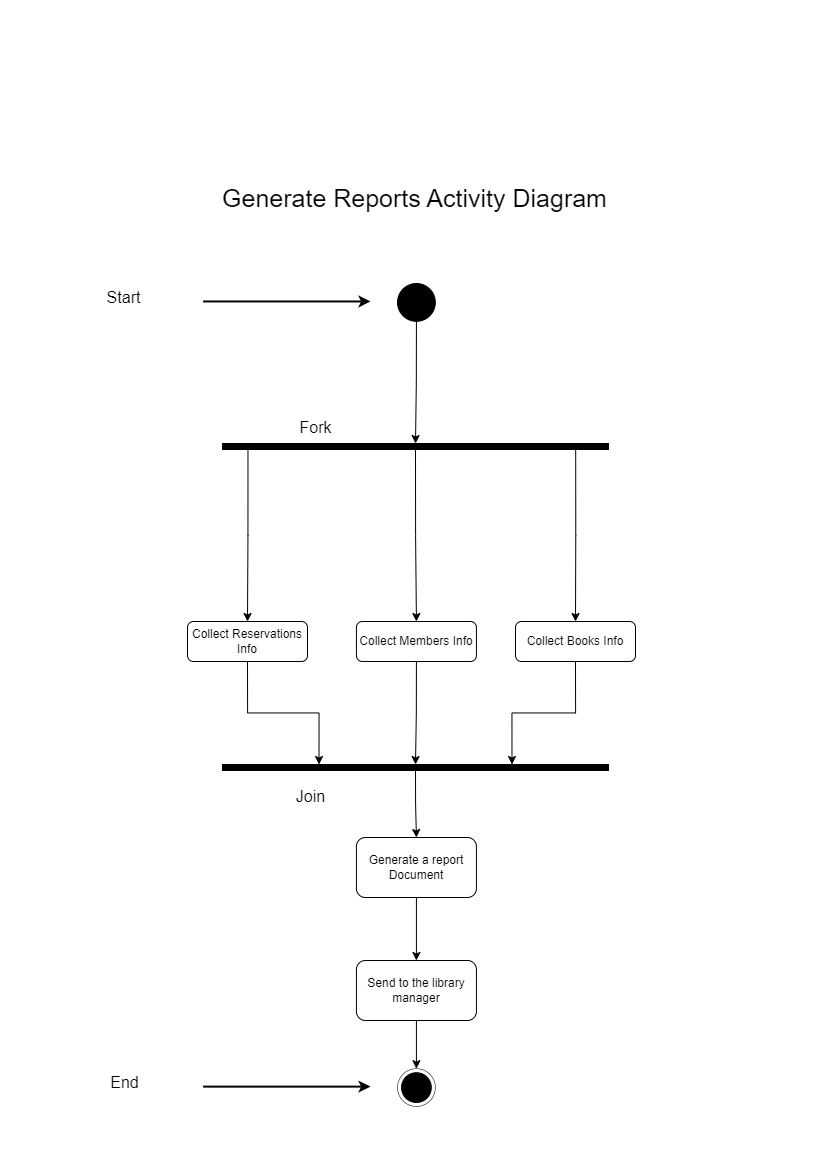 Generate Reports Activity Diagram
Start
Fork
Collect Reservations
Info
Collect Members Info
Collect Books Info
Join
Generate a report
Document
Send to the library
manager
End